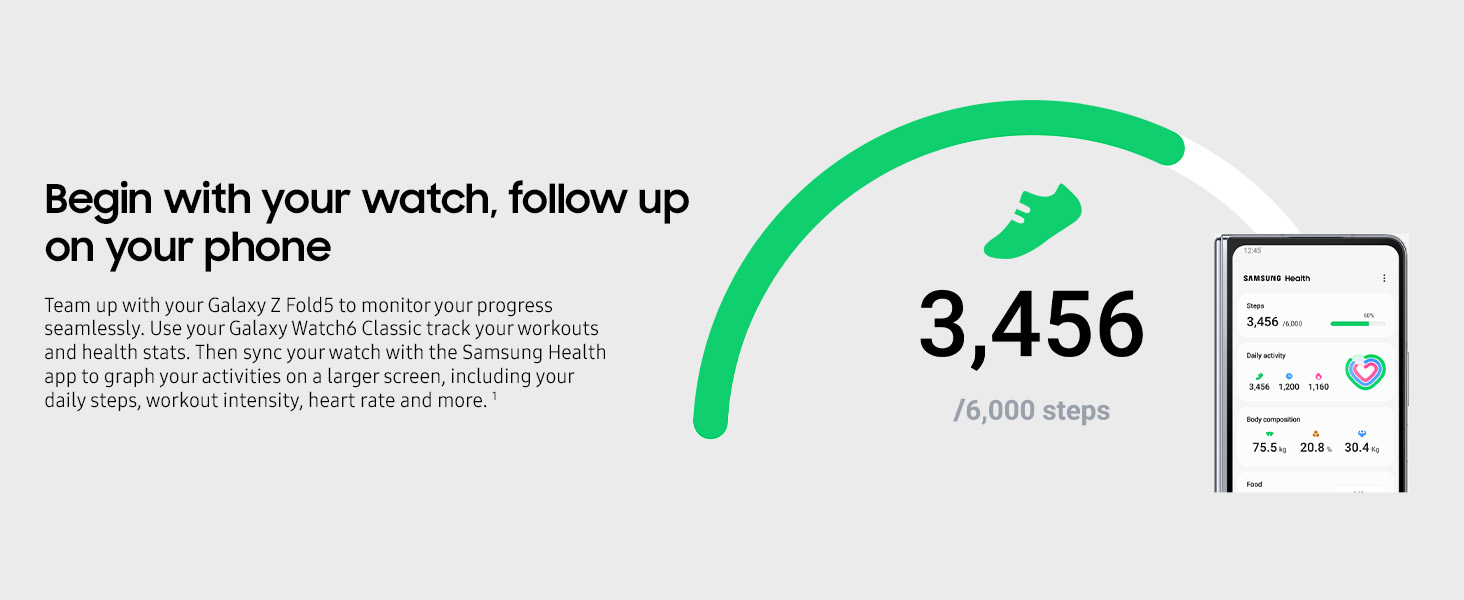 Begin with your watch, follow up
on your phone
Team up with your Galaxy Z Fold5 to monitor your progress
seamlessly. Use your Galaxy Watch6 Classic track your workouts
and health stats. Then sync your watch with the Samsung Health
app to graph your activities on a larger screen, including your
daily steps, workout intensity, heart rate and more. 1
3,456
/6,000 steps
12:45
SAMSUNG Health
Steps
60%
3,456 /6,000
Daily activity
3,456 1,200 1,160
Body composition
75.5 kg 20.8 % 30.4 Kg
Food